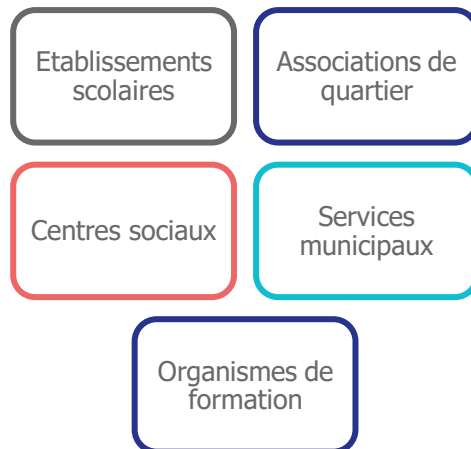 Etablissements
scolaires
Associations de
quartier
Centres sociaux
Services
municipaux
Organismes de
formation